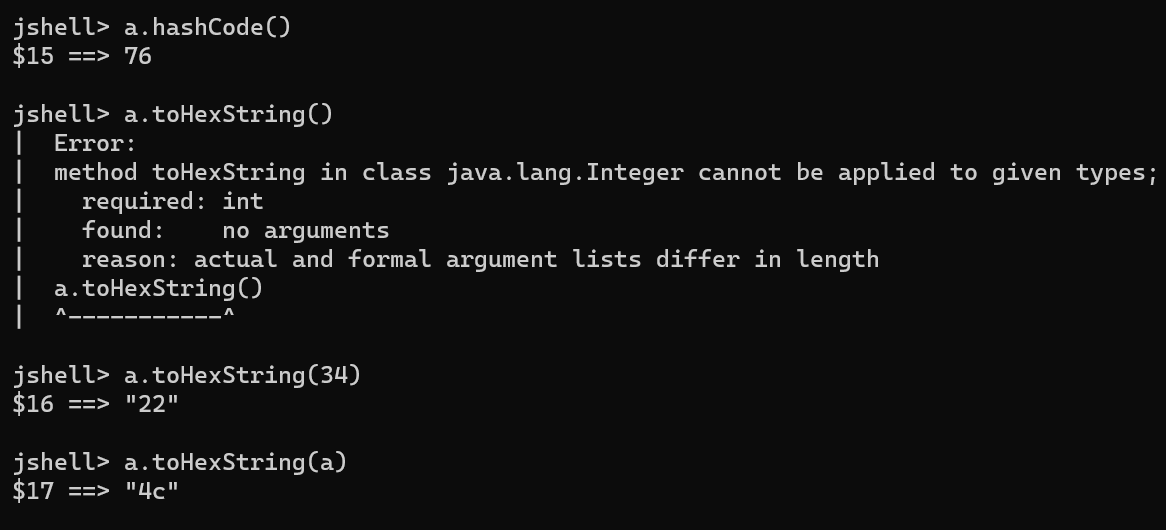 jshell> a.hashCode()
$15 ==> 76
jshell> a.toHexString()
|  Error:
|  method toHexString in class java.lang.Integer cannot be applied to given types;
|    required: int
|    found:    no arguments
|    reason: actual and formal argument lists differ in length
|  a.toHexString()
|  ^-----------^
jshell> a.toHexString(34)
$16 ==> "22"
jshell> a.toHexString(a)
$17 ==> "4c"